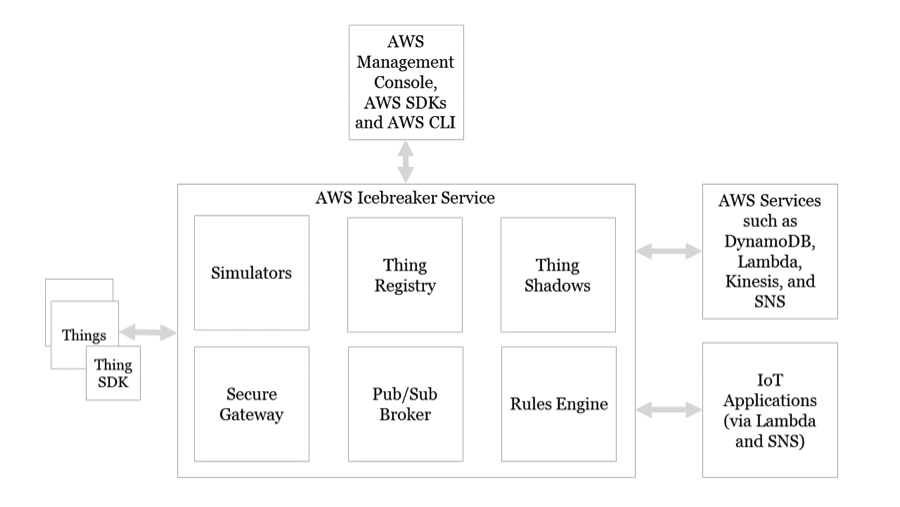 AWS
Management
Console,
AWS SDKs
and AWS CLI
AWS Icebreaker Service
Simulators
Thing
Registry
Thing
Shadows
Secure
Gateway
Pub/Sub
Broker
Rules Engine
Things
Thing
SDK
AWS Services
such as
DynamoDB,
Lambda,
Kinesis, and
SNS
IoT
Applications
(via Lambda
and SNS)